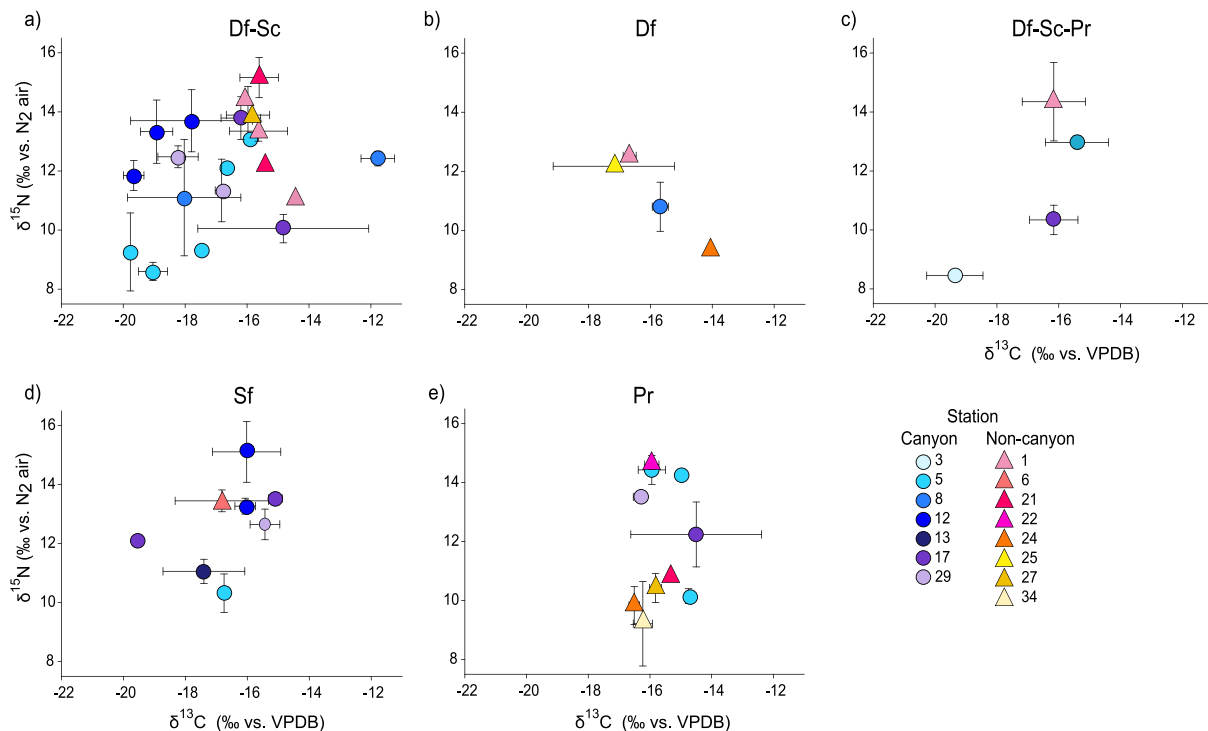 a) Df-Sc
b) Df
c) Df-Sc-Pr
δ15N (‰ vs. N2 air)
16
14
12
10
8
-22 -20 -18 -16 -14 -12
16
14
12
10
8
-22 -20 -18 -16 -14 -12
16
14
12
10
8
-22 -20 -18 -16 -14 -12
δ13C (‰ vs. VPDB)
d) Sf
e) Pr
δ15N (‰ vs. N2 air)
16
14
12
10
8
-22 -20 -18 -16 -14 -12
δ13C (‰ vs. VPDB)
16
14
12
10
8
-22 -20 -18 -16 -14 -12
δ13C (‰ vs. VPDB)
Station
Canyon Non-canyon
3 1
5 6
8 21
12 22
13 24
17 25
29 27
34